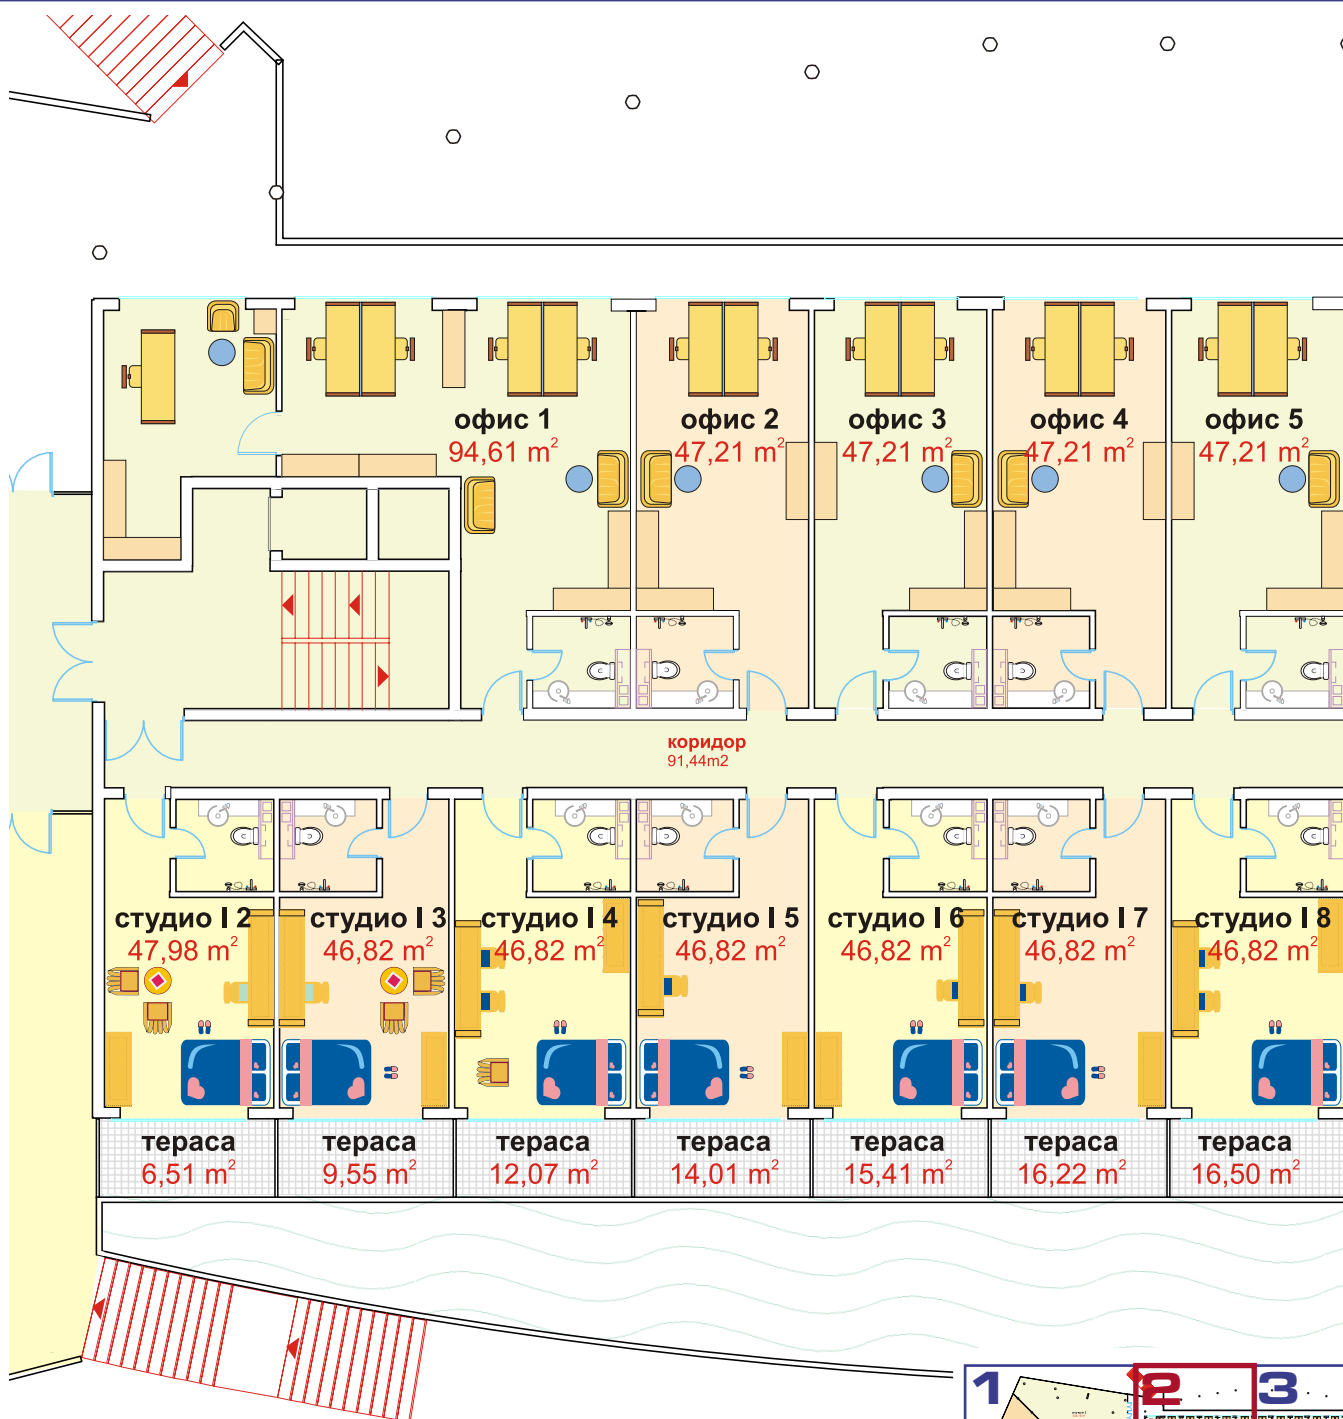 офис 1
94,61 m²
офис 2
47,21 m²
офис 3
47,21 m²
офис 4
47,21 m²
офис 5
47,21 m²
коридор
91,44m2
студио I 2
47,98 m²
студио I 3
46,82 m²
студио I 4
46,82 m²
студио I 5
46,82 m²
студио I 6
46,82 m²
студио I 7
46,82 m²
студио I 8
46,82 m²
тераса
6,51 m²
тераса
9,55 m²
тераса
12,07 m²
тераса
14,01 m²
тераса
15,41 m²
тераса
16,22 m²
тераса
16,50 m²
1 2 3